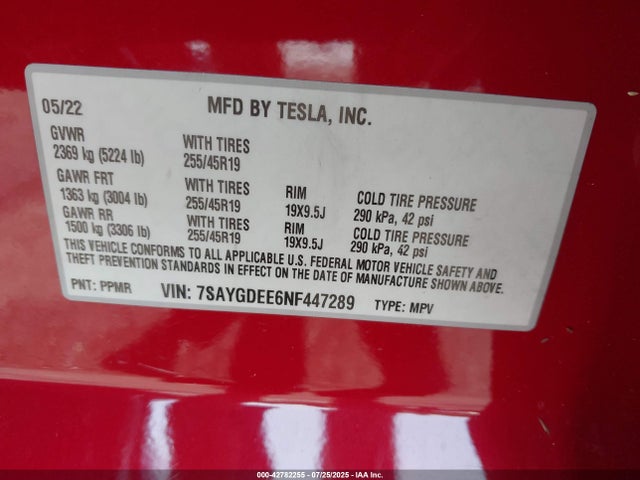 05/22 MFD BY TESLA, INC.
GVWR WITH TIRES
2369 kg (5224 lb) 255/45R19
GAWR FRT WITH TIRES RIM COLD TIRE PRESSURE
1363 kg (3004 lb) 255/45R19 19X9.5J 290 kPa, 42 psi
GAWR RR WITH TIRES RIM COLD TIRE PRESSURE
1500 kg (3306 lb) 255/45R19 19X9.5J 290 kPa, 42 psi
THIS VEHICLE CONFORMS TO ALL APPLICABLE U.S. FEDERAL MOTOR VEHICLE SAFETY AND
THEFT PREVENTION STANDARDS IN EFFECT ON THE DATE OF MANUFACTURE SHOWN ABOVE.
PNT: PPMR VIN: 7SAYGDEE6NF447289 TYPE: MPV
000-42782255 - 07/25/2025 - IAA Inc.